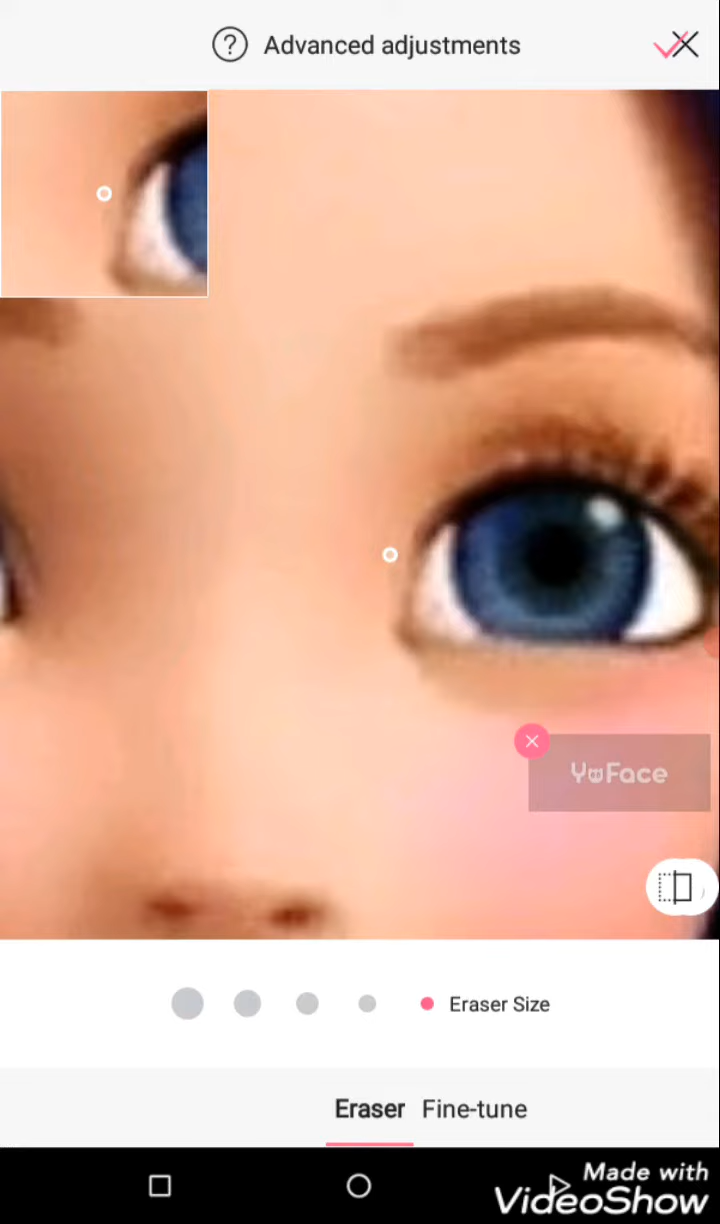 Advanced adjustments
YouFace
Eraser Size
Eraser Fine-tune
Made with
VideoShow